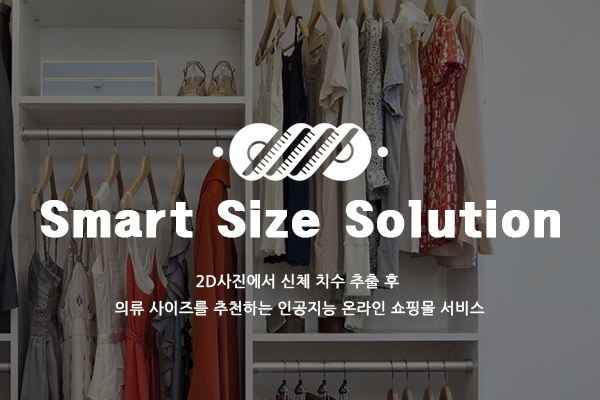 Smart Size Solution
2D사진에서 신체 치수 추출 후
의류 사이즈를 추천하는 인공지능 온라인 쇼핑몰 서비스